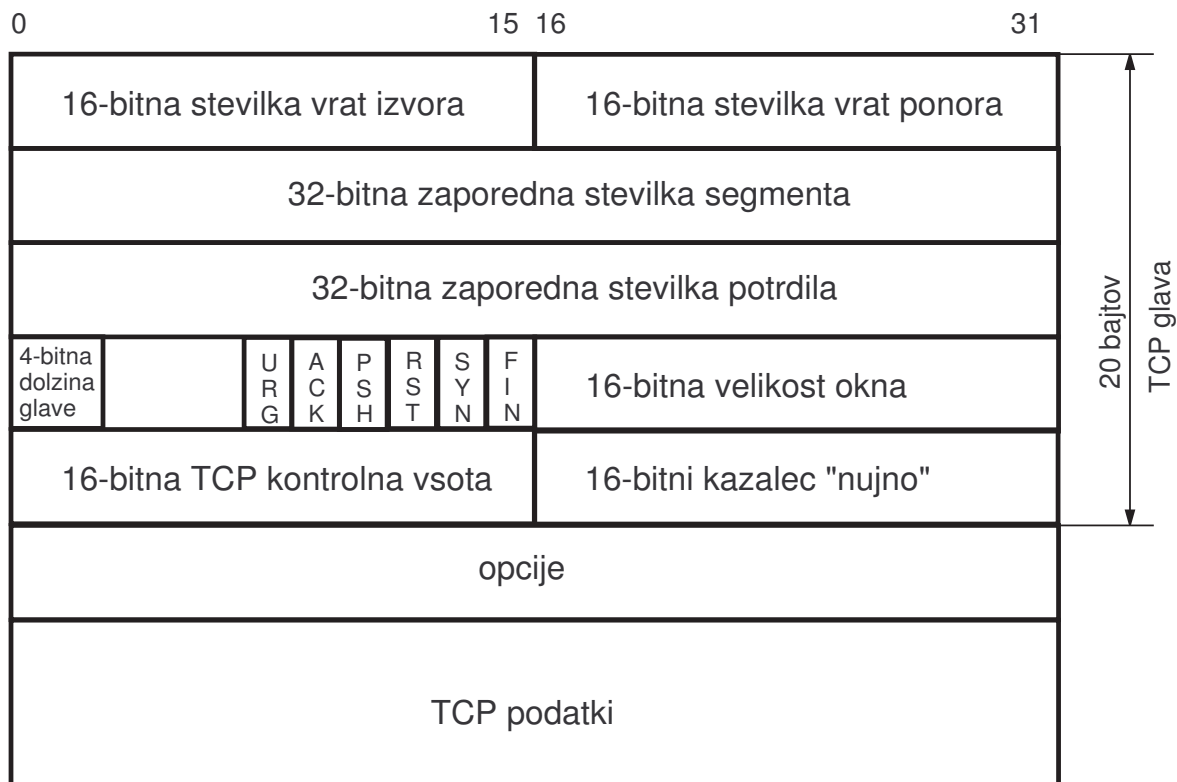 0 15 16 31
16-bitna stevilka vrat izvora
16-bitna stevilka vrat ponora
32-bitna zaporedna stevilka segmenta
32-bitna zaporedna stevilka potrdila
4-bitna
dolzina
glave
URG
ACK
PSH
RST
SYN
FIN
16-bitna velikost okna
16-bitna TCP kontrolna vsota
16-bitni kazalec "nujno"
opcije
TCP podatki
20 bajtov
TCP glava